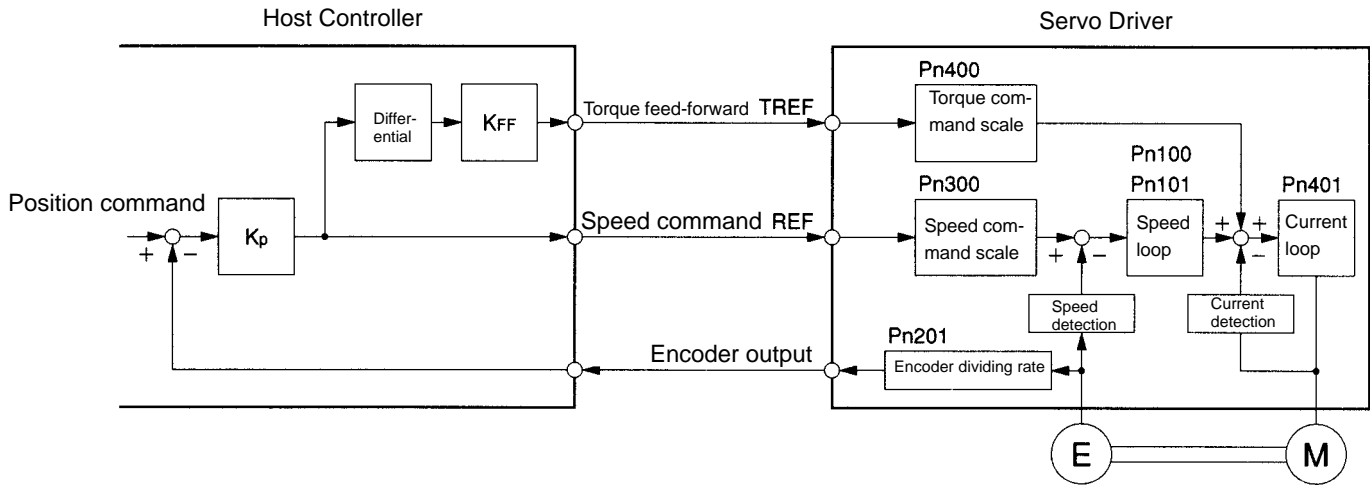 Host Controller
Servo Driver
Pn400
Differ-
ential
KFF
Torque feed-forward TREF
Torque com-
mand scale
Pn100
Pn300
Pn101
Pn401
Position command
Kp
Speed command REF
Speed com-
mand scale
Speed
loop
Current
loop
+
−
+
−
+
+
−
Speed
detection
Current
detection
Pn201
Encoder output
Encoder dividing rate
E
M